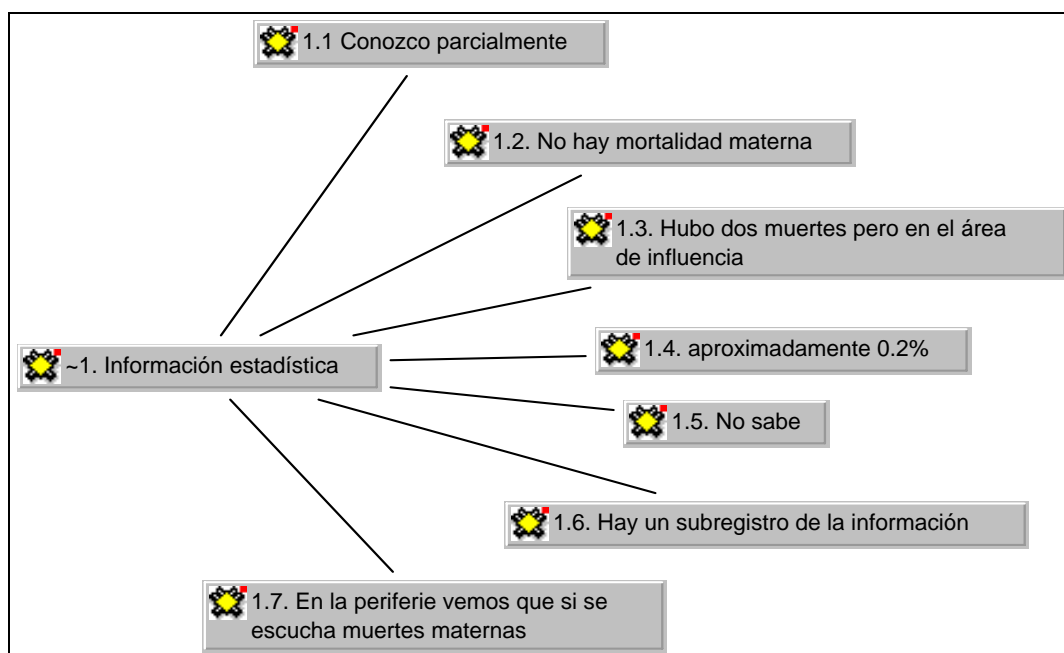 1.1 Conozco parcialmente
1.2. No hay mortalidad materna
1.3. Hubo dos muertes pero en el área
de influencia
1.4. aproximadamente 0.2%
~1. Información estadística
1.5. No sabe
1.6. Hay un subregistro de la información
1.7. En la periferie vemos que si se
escucha muertes maternas